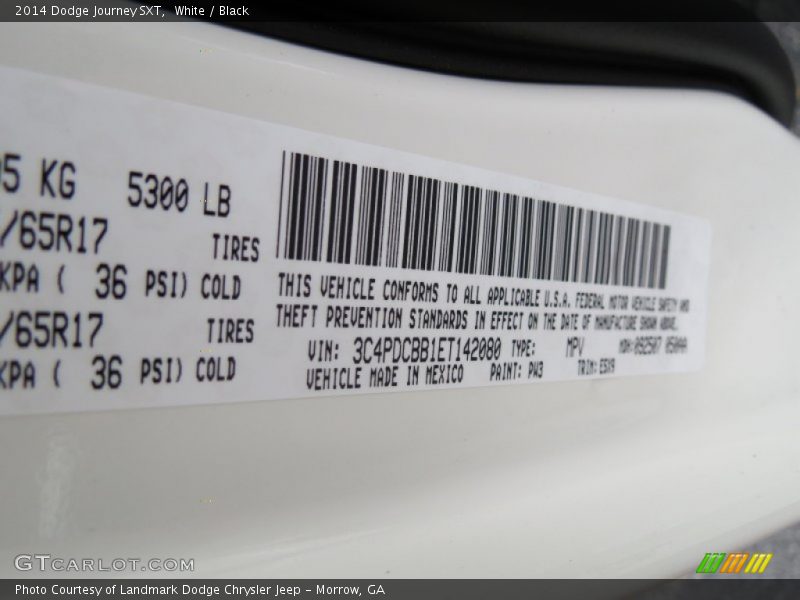 2014 Dodge Journey SXT, White / Black
5 KG 5300 LB
/65R17 TIRES
KPA ( 36 PSI) COLD
/65R17 TIRES
KPA ( 36 PSI) COLD
THIS VEHICLE CONFORMS TO ALL APPLICABLE U.S.A. FEDERAL MOTOR VEHICLE SAFETY AND
THEFT PREVENTION STANDARDS IN EFFECT ON THE DATE OF MANUFACTURE SHOWN ABOVE.
VIN: 3C4PDCBB1ET142080 TYPE: MPV
VEHICLE MADE IN MEXICO PAINT: PW3 TRIM:
GTCARLOT.COM
Photo Courtesy of Landmark Dodge Chrysler Jeep - Morrow, GA